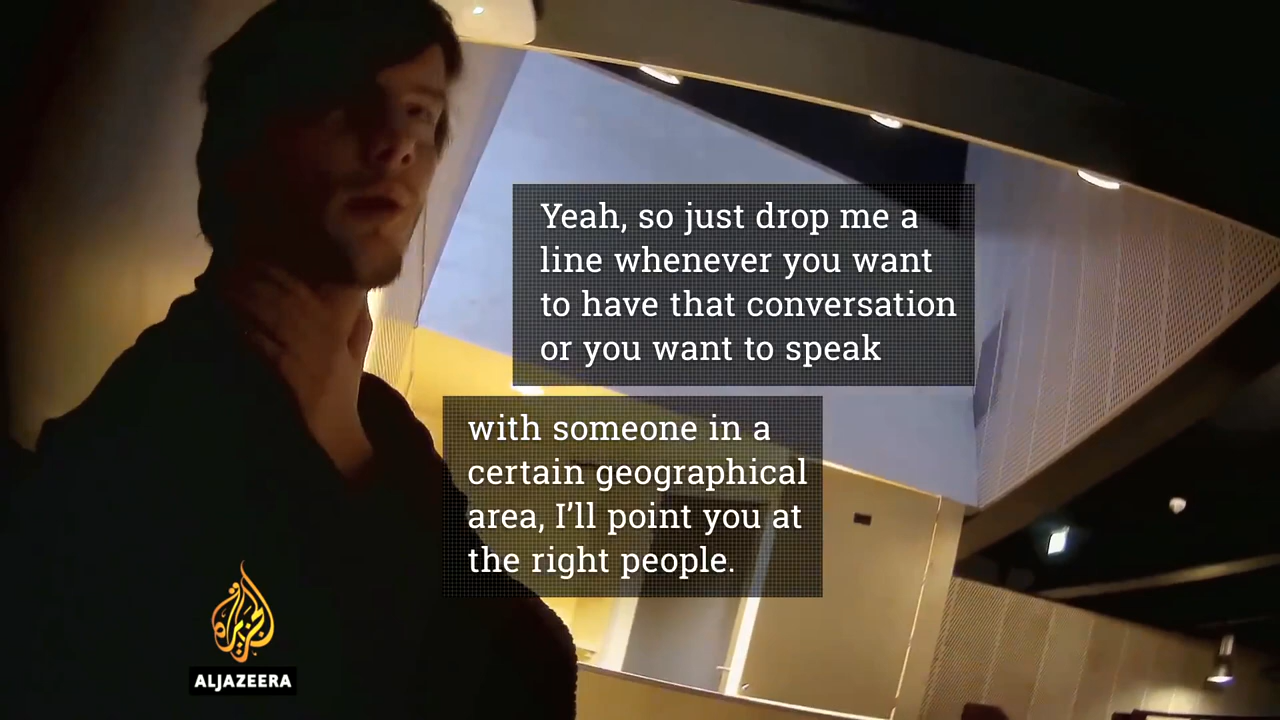 Yeah, so just drop me a
line whenever you want
to have that conversation
or you want to speak
with someone in a
certain geographical
area, I’ll point you at
the right people.
الجزيرة
ALJAZEERA